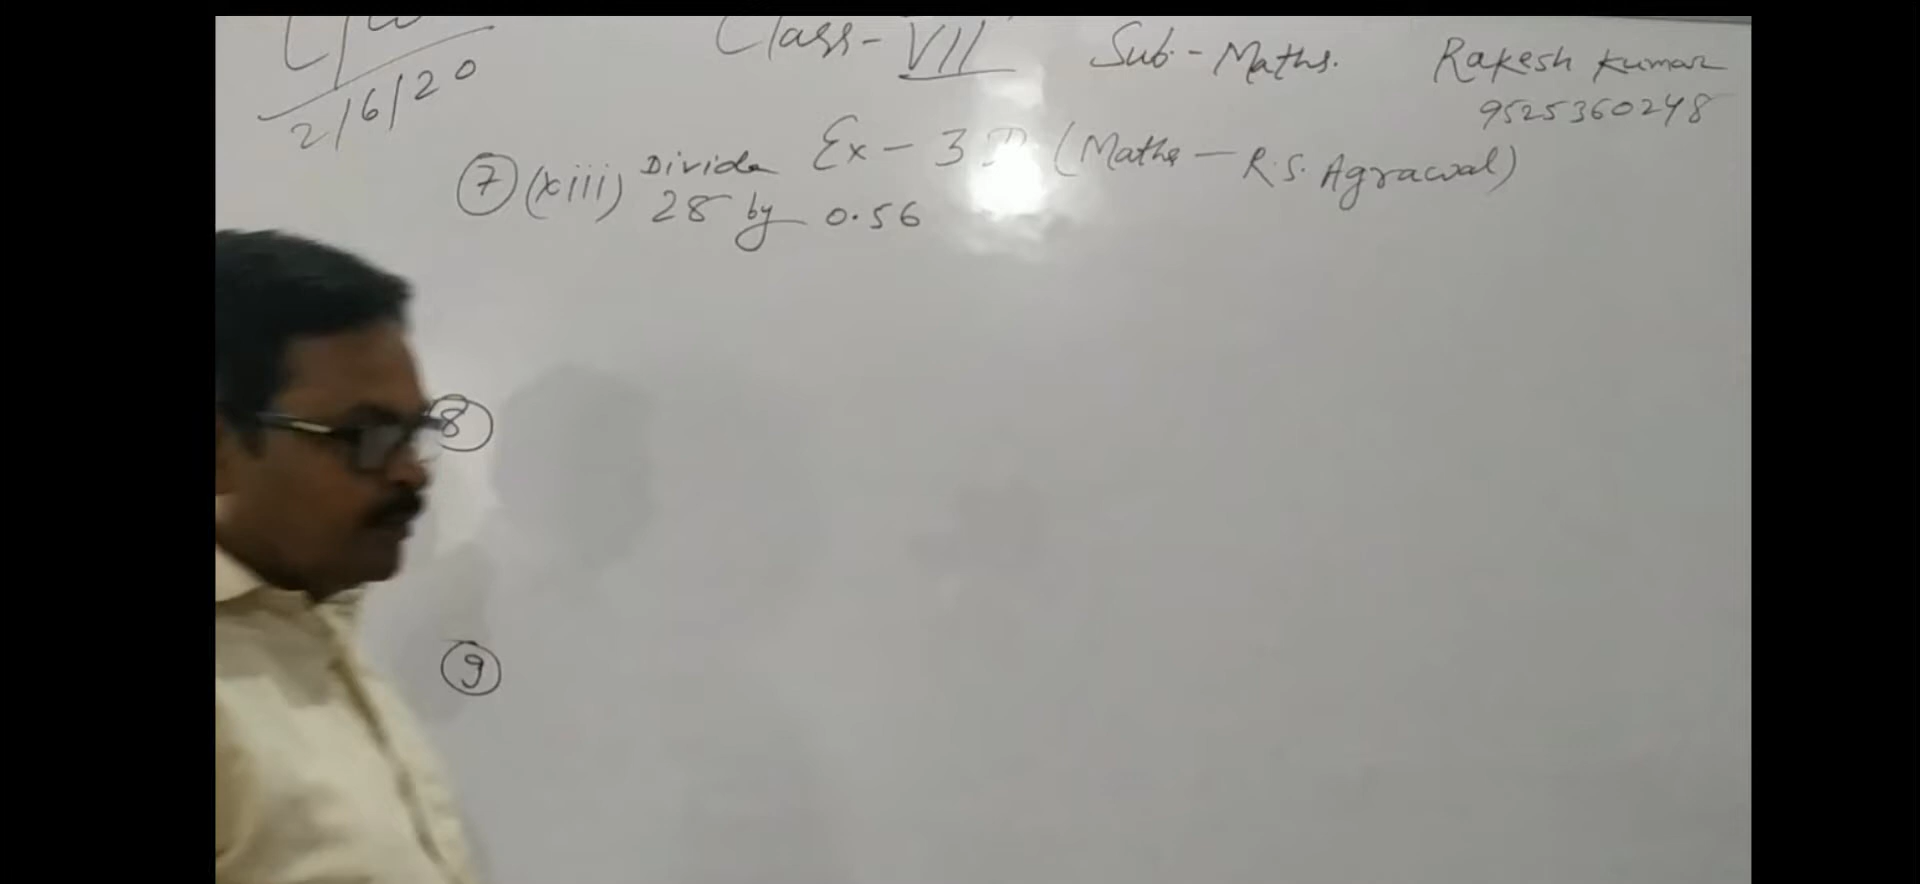 C/W
2/6/20
Class-VII Sub.-Maths. Rakesh Kumar
9525360248
Ex-3D (Maths-R.S. Agrawal)
7 (xiii) Divide
28 by 0.56
8
9